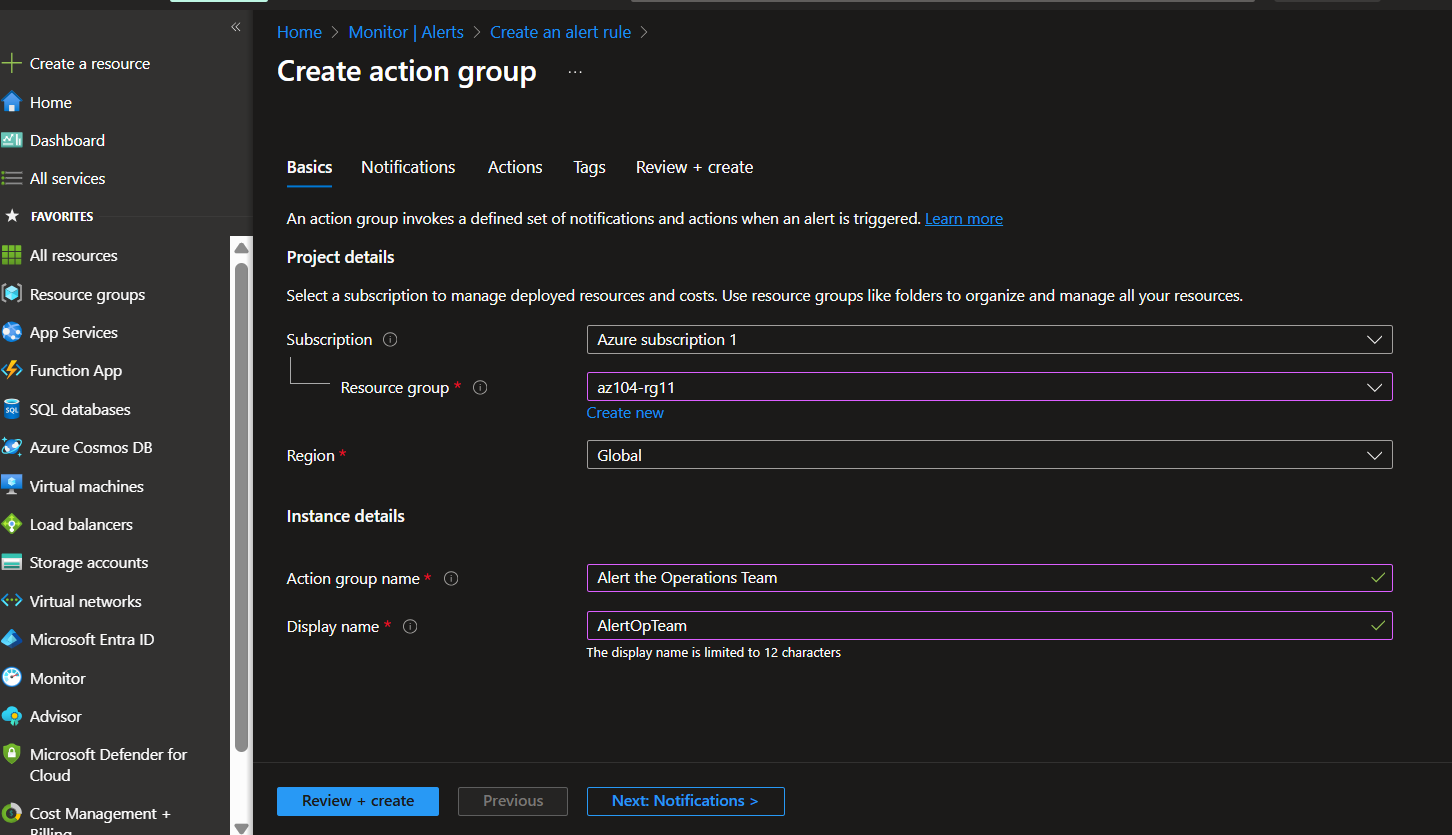 «
Create a resource
Home
Dashboard
All services
FAVORITES
All resources
Resource groups
App Services
Function App
SQL databases
Azure Cosmos DB
Virtual machines
Load balancers
Storage accounts
Virtual networks
Microsoft Entra ID
Monitor
Advisor
Microsoft Defender for
Cloud
Cost Management +
Billing
Home > Monitor | Alerts > Create an alert rule >
Create action group ...
Basics Notifications Actions Tags Review + create
An action group invokes a defined set of notifications and actions when an alert is triggered. Learn more
Project details
Select a subscription to manage deployed resources and costs. Use resource groups like folders to organize and manage all your resources.
Subscription Azure subscription 1
Resource group * az104-rg11
Create new
Region * Global
Instance details
Action group name * Alert the Operations Team
Display name * AlertOpTeam
The display name is limited to 12 characters
Review + create Previous Next: Notifications >